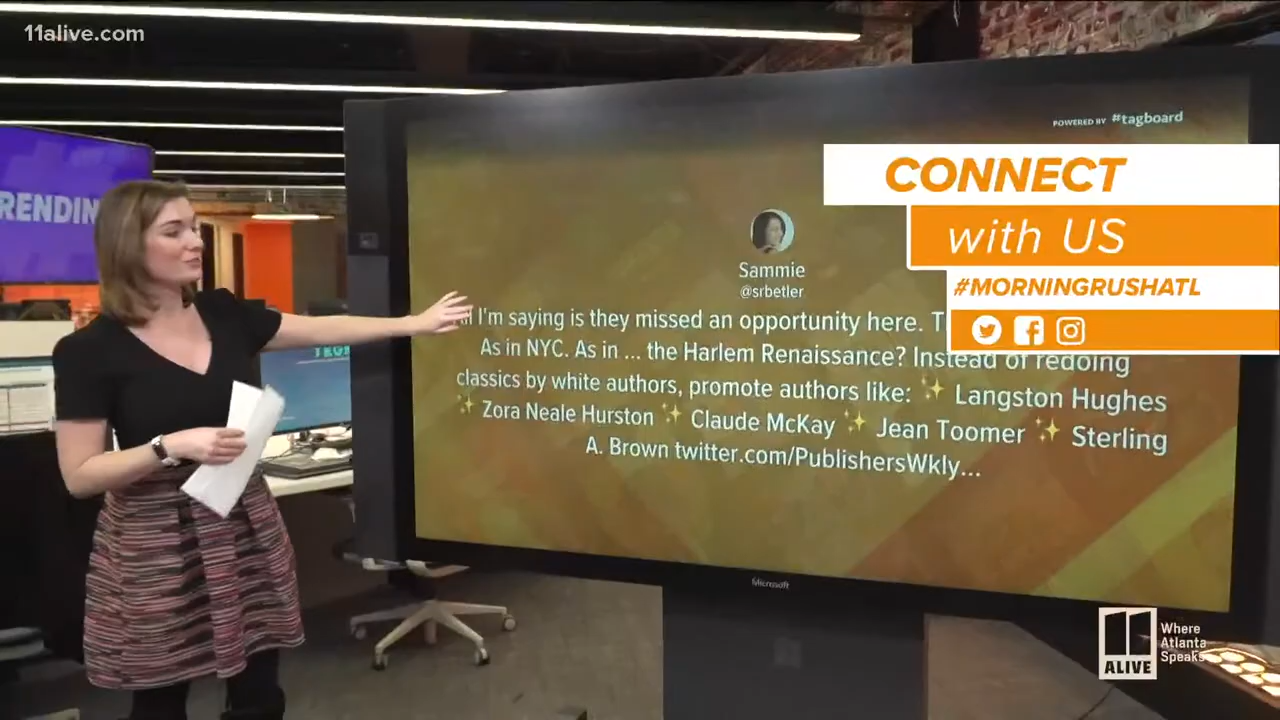 11alive.com
POWERED BY #tagboard
RENDIN
CONNECT
with US
#MORNINGRUSHATL
Sammie
@srbetler
I'm saying is they missed an opportunity here.
As in NYC. As in ... the Harlem Renaissance? Instead of redoing
classics by white authors, promote authors like: ✨ Langston Hughes
✨ Zora Neale Hurston ✨ Claude McKay ✨ Jean Toomer ✨ Sterling
A. Brown twitter.com/PublishersWkly...
Microsoft
11
ALIVE
Where
Atlanta
Speaks